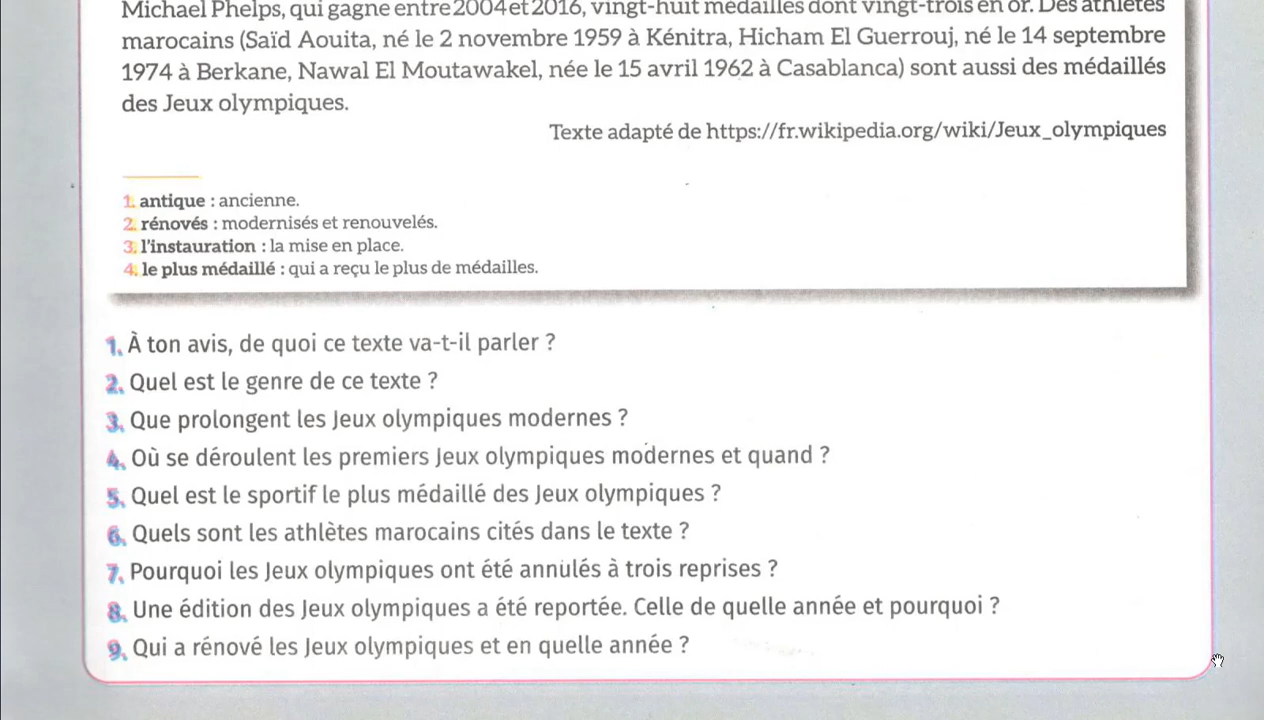 Michael Phelps, qui gagne entre 2004 et 2016, vingt-huit médailles dont vingt-trois en or. Des athlètes
marocains (Saïd Aouita, né le 2 novembre 1959 à Kénitra, Hicham El Guerrouj, né le 14 septembre
1974 à Berkane, Nawal El Moutawakel, née le 15 avril 1962 à Casablanca) sont aussi des médaillés
des Jeux olympiques.
Texte adapté de https://fr.wikipedia.org/wiki/Jeux_olympiques
1. antique : ancienne.
2. rénovés : modernisés et renouvelés.
3. l'instauration : la mise en place.
4. le plus médaillé : qui a reçu le plus de médailles.
1. À ton avis, de quoi ce texte va-t-il parler ?
2. Quel est le genre de ce texte ?
3. Que prolongent les Jeux olympiques modernes ?
4. Où se déroulent les premiers Jeux olympiques modernes et quand ?
5. Quel est le sportif le plus médaillé des Jeux olympiques ?
6. Quels sont les athlètes marocains cités dans le texte ?
7. Pourquoi les Jeux olympiques ont été annulés à trois reprises ?
8. Une édition des Jeux olympiques a été reportée. Celle de quelle année et pourquoi ?
9. Qui a rénové les Jeux olympiques et en quelle année ?